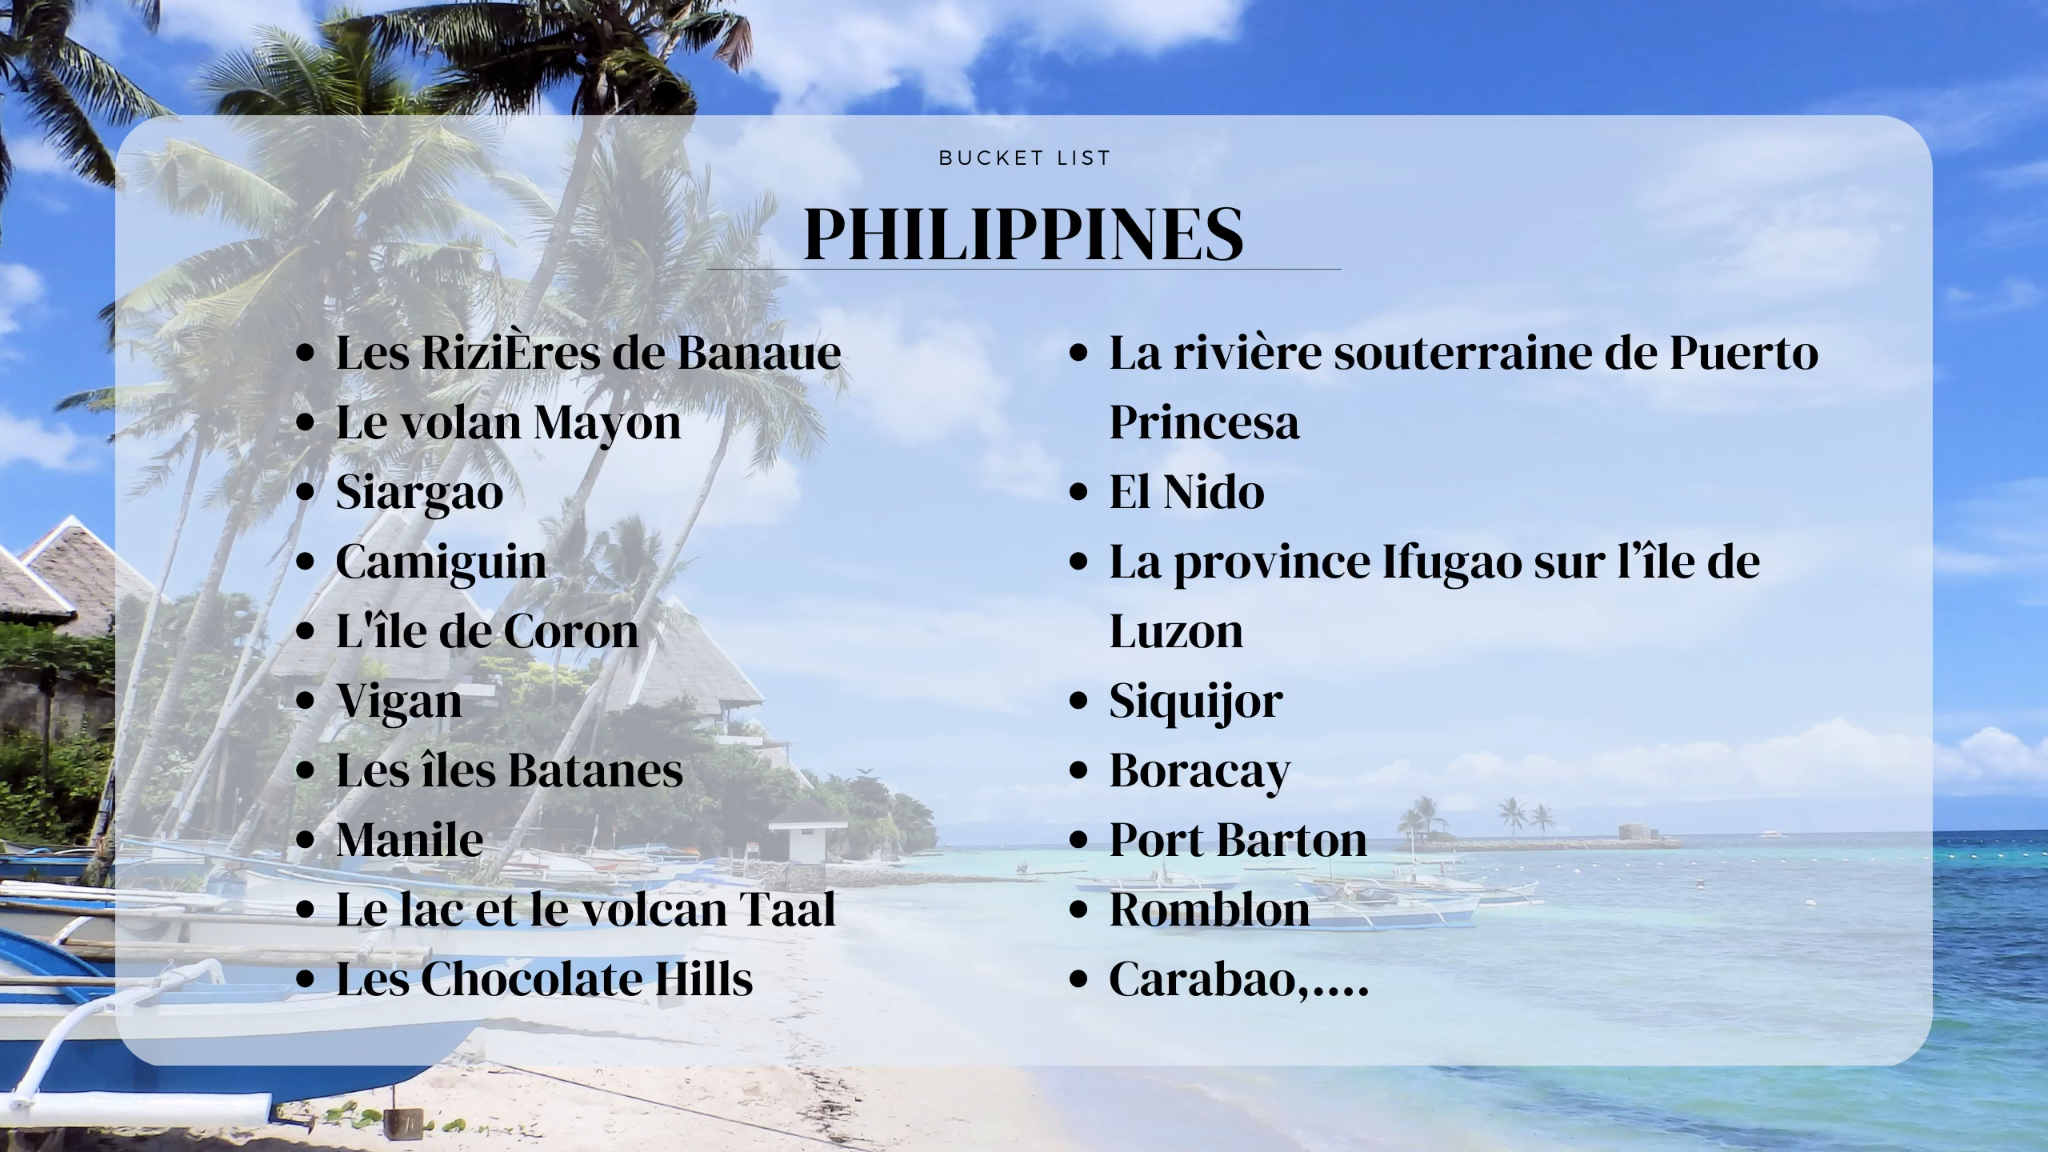 BUCKET LIST
PHILIPPINES
• Les RiziÈres de Banaue
• Le volan Mayon
• Siargao
• Camiguin
• L'île de Coron
• Vigan
• Les îles Batanes
• Manile
• Le lac et le volcan Taal
• Les Chocolate Hills
• La rivière souterraine de Puerto
Princesa
• El Nido
• La province Ifugao sur l’île de
Luzon
• Siquijor
• Boracay
• Port Barton
• Romblon
• Carabao,....